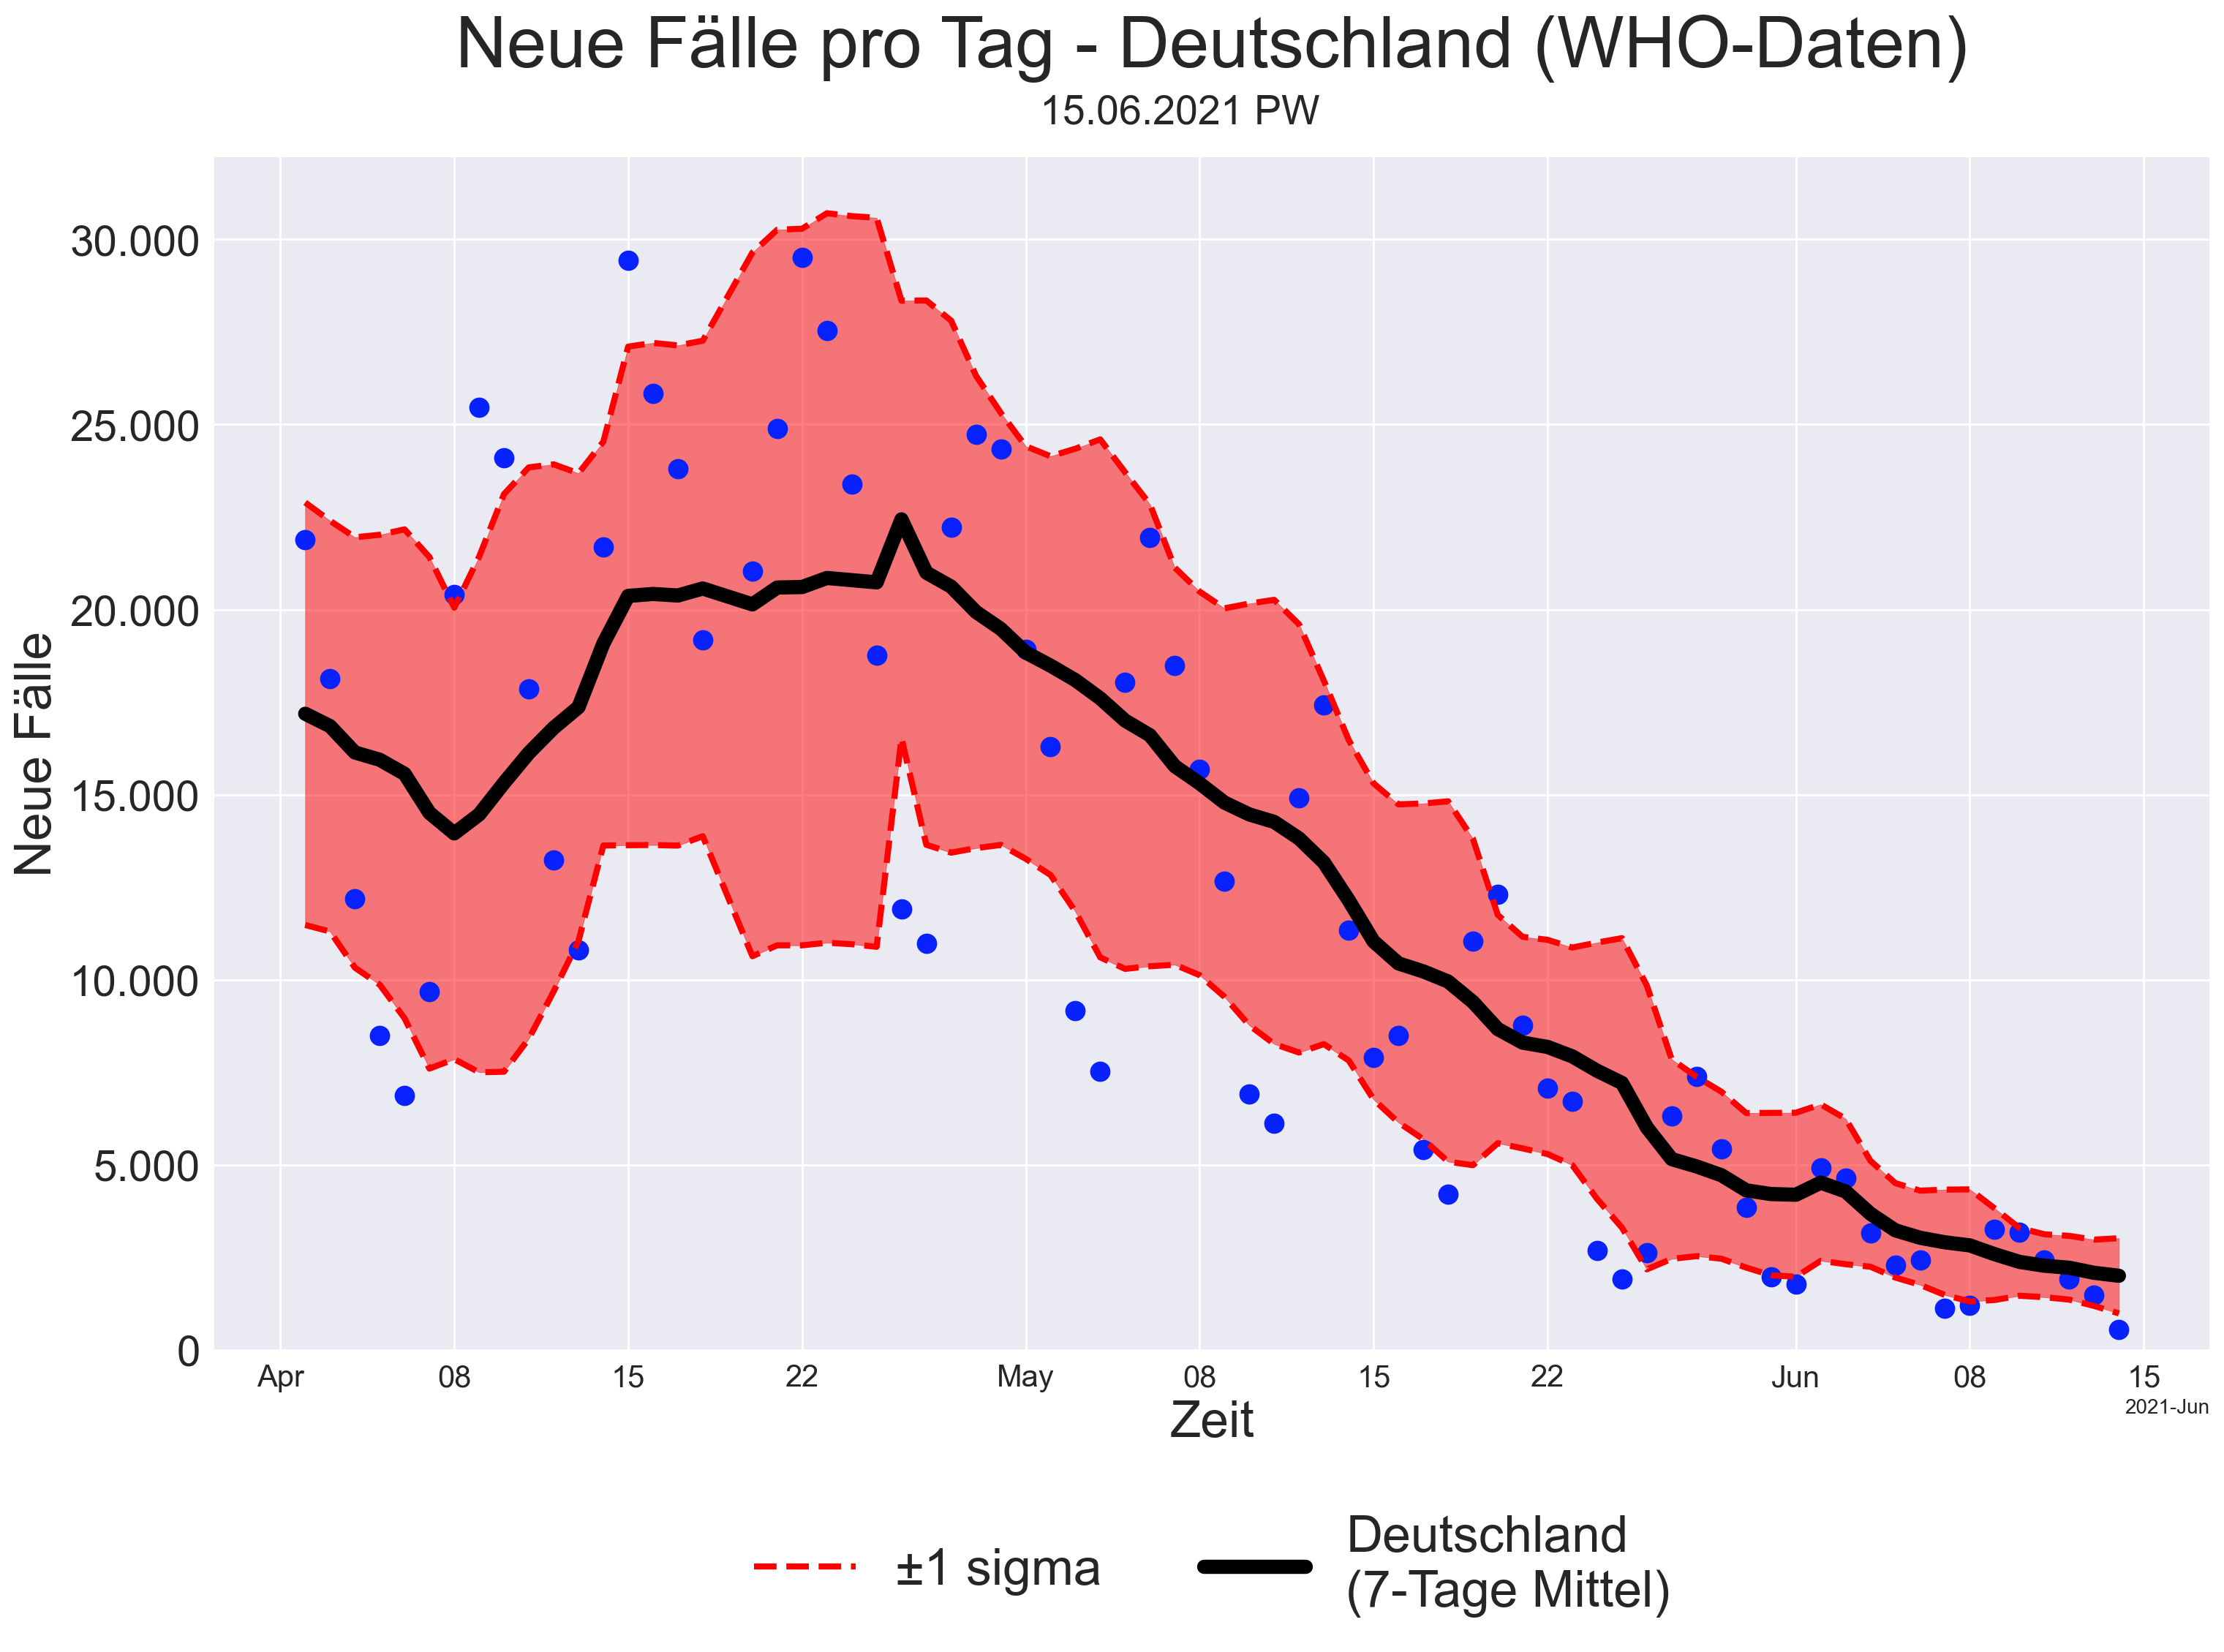 Neue Fälle pro Tag - Deutschland (WHO-Daten)
15.06.2021 PW
Neue Fälle
30.000
25.000
20.000
15.000
10.000
5.000
0
Apr 08 15 22 May 08 15 22 Jun 08 15
2021-Jun
Zeit
±1 sigma
Deutschland
(7-Tage Mittel)